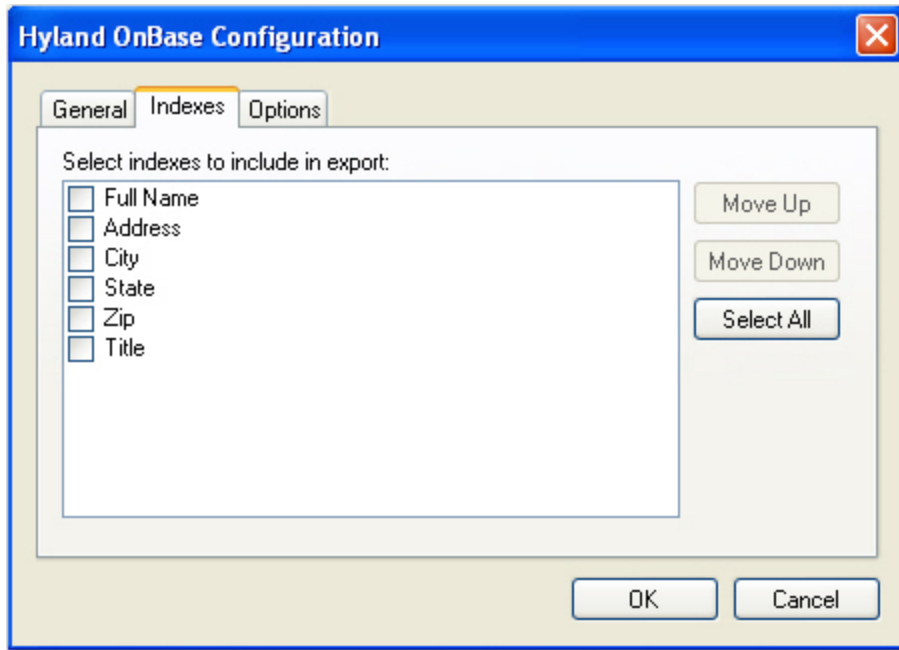 Hyland OnBase Configuration
General Indexes Options
Select indexes to include in export:
Full Name
Address
City
State
Zip
Title
Move Up
Move Down
Select All
OK Cancel